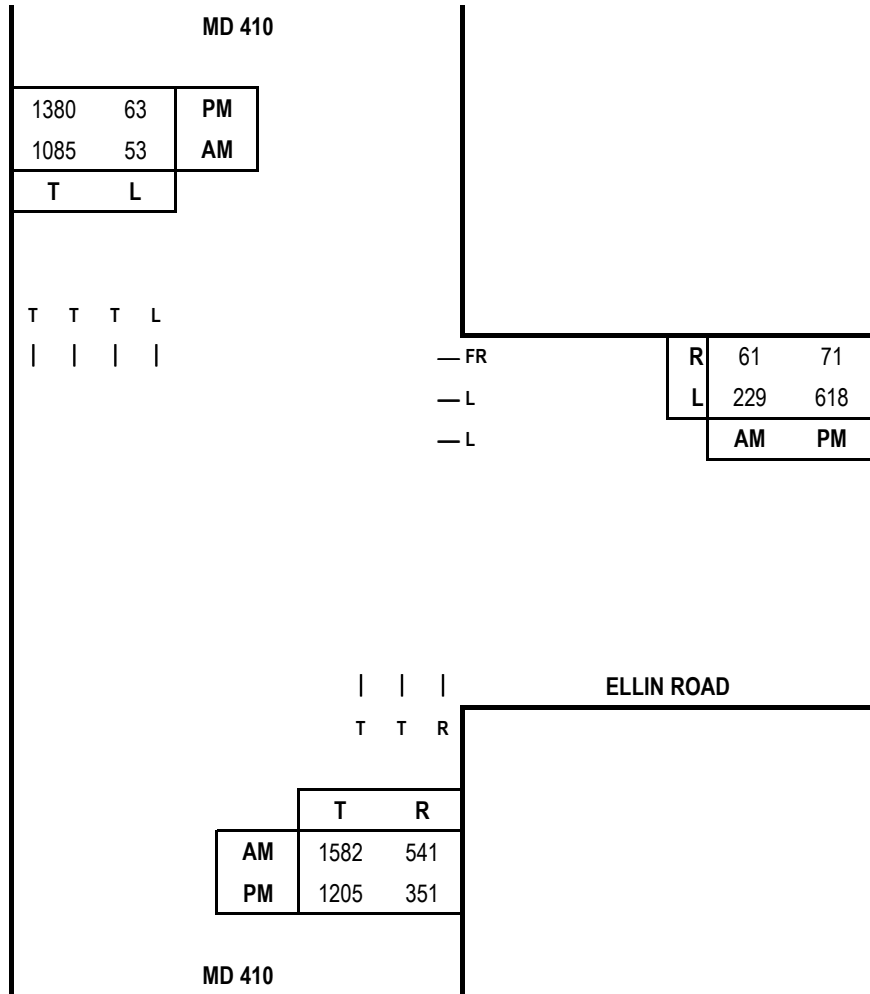 MD 410
1380 63 PM
1085 53 AM
T L
T T T L
FR R 61 71
L L 229 618
L AM PM
ELLIN ROAD
T T R
T R
AM 1582 541
PM 1205 351
MD 410